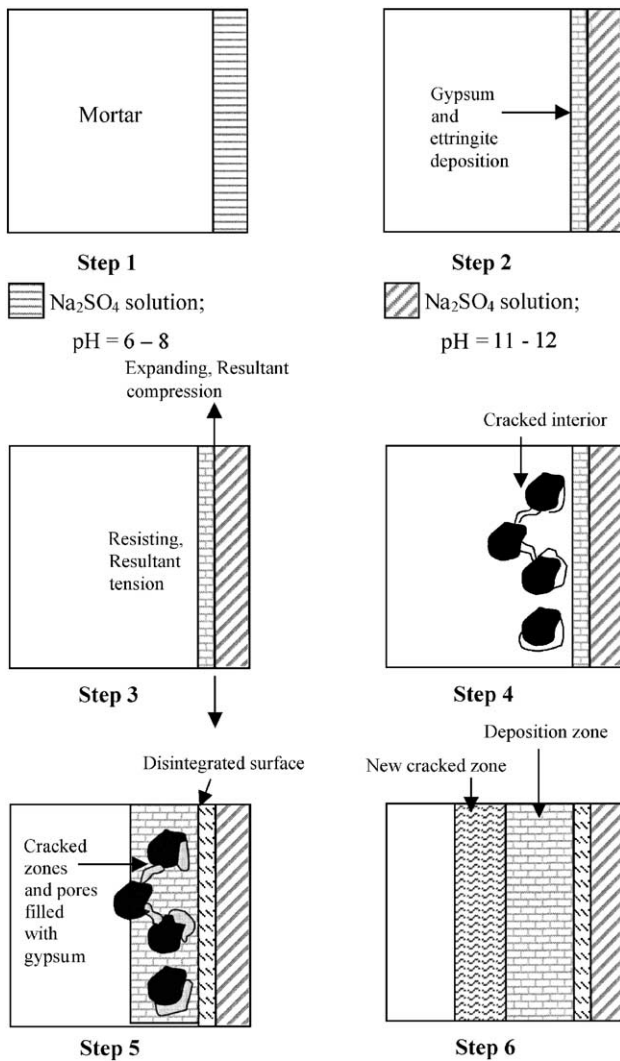 Mortar
Step 1
Na₂SO₄ solution;
pH = 6 – 8
Gypsum
and
ettringite
deposition
Step 2
Na₂SO₄ solution;
pH = 11 - 12
Expanding, Resultant
compression
Resisting,
Resultant
tension
Step 3
Cracked interior
Step 4
Disintegrated surface
Cracked
zones
and pores
filled
with
gypsum
Step 5
Deposition zone
New cracked zone
Step 6